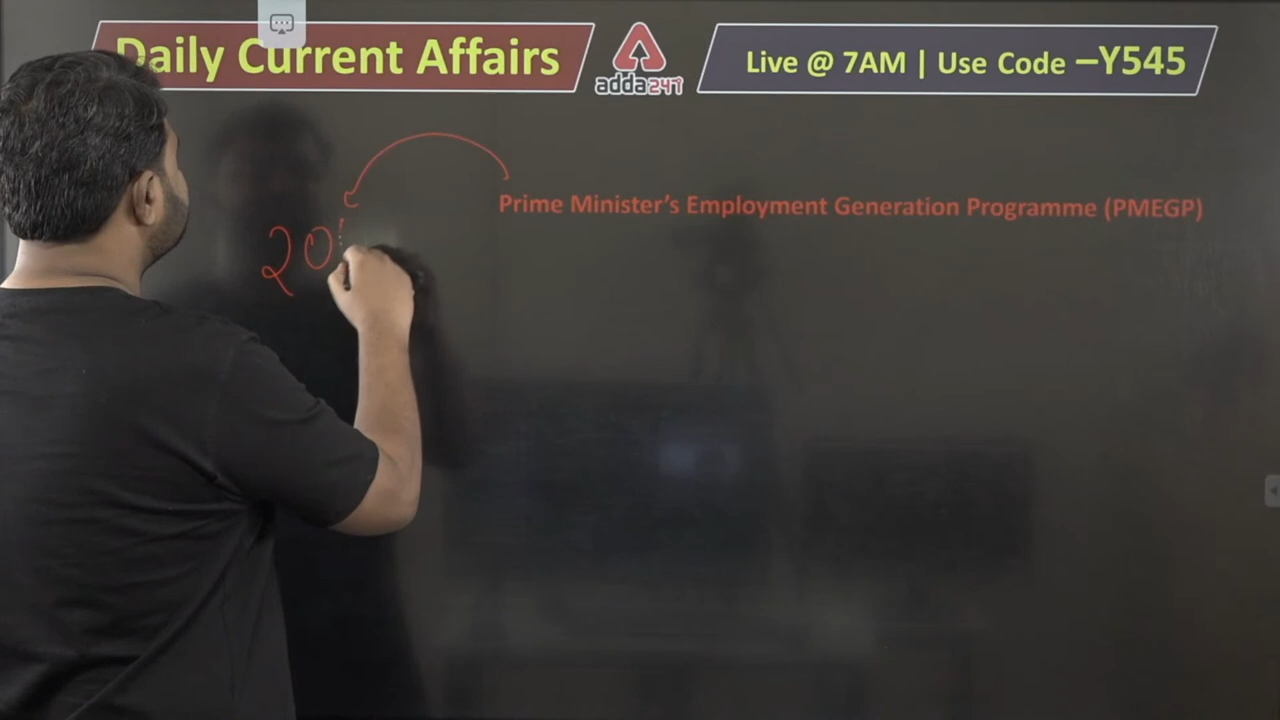 Daily Current Affairs
adda247
Live @ 7AM | Use Code –Y545
Prime Minister's Employment Generation Programme (PMEGP)
20